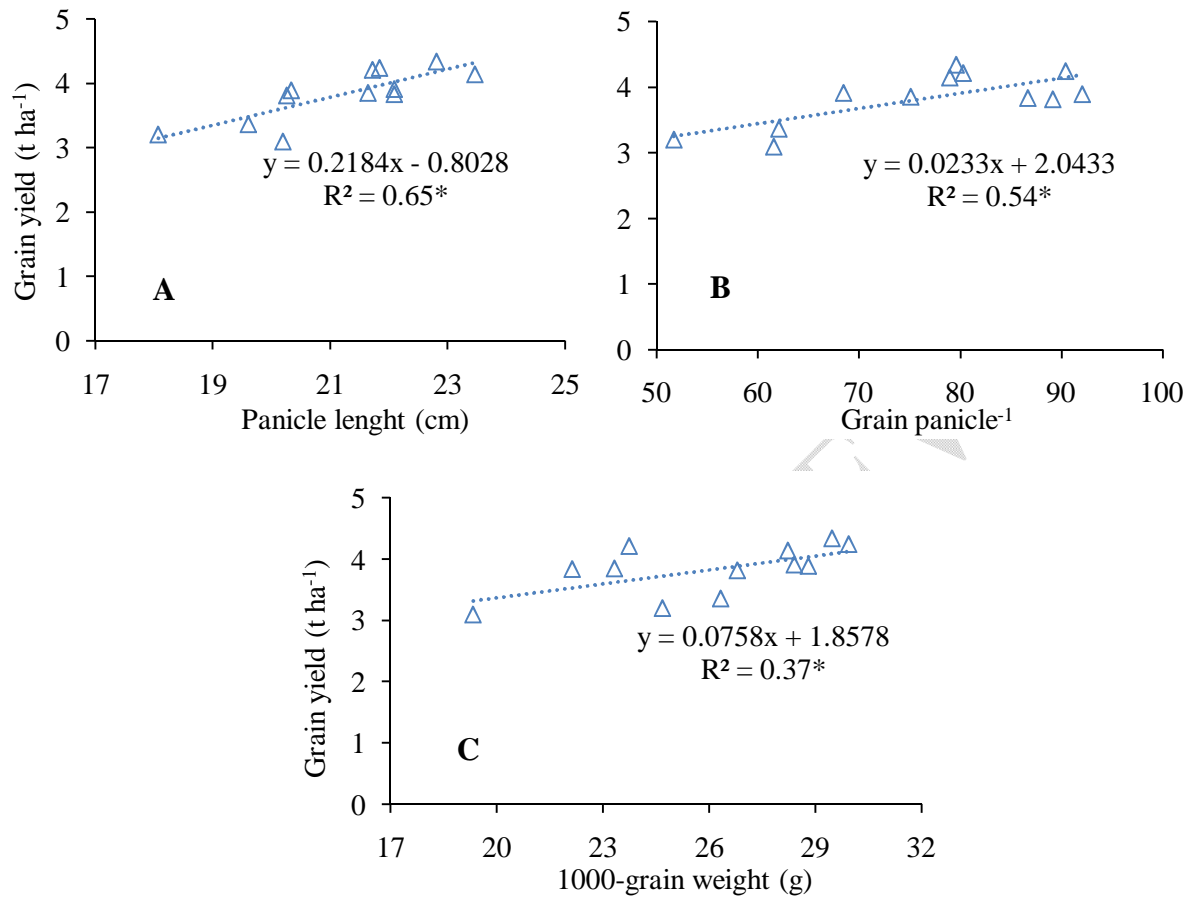 5
4
3
2
1
0
Grain yield (t ha⁻¹)
y = 0.2184x - 0.8028
R² = 0.65*
A
17 19 21 23 25
Panicle lenght (cm)
5
4
3
2
1
0
y = 0.0233x + 2.0433
R² = 0.54*
B
50 60 70 80 90 100
Grain panicle⁻¹
5
4
3
2
1
0
Grain yield (t ha⁻¹)
y = 0.0758x + 1.8578
R² = 0.37*
C
17 20 23 26 29 32
1000-grain weight (g)